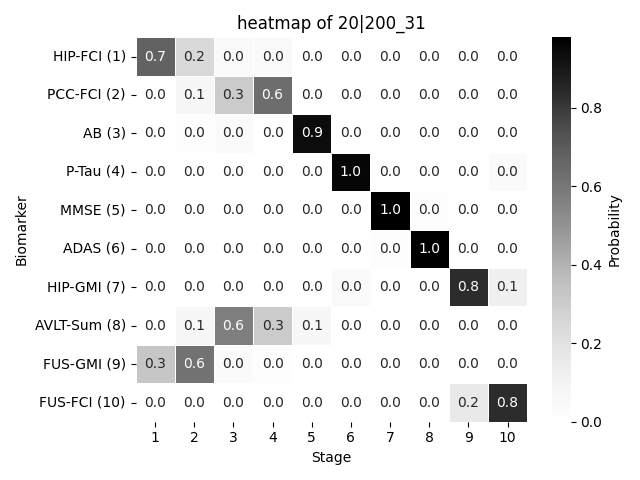 heatmap of 20|200_31
HIP-FCI (1) 0.7 0.2 0.0 0.0 0.0 0.0 0.0 0.0 0.0 0.0
PCC-FCI (2) 0.0 0.1 0.3 0.6 0.0 0.0 0.0 0.0 0.0 0.0
AB (3) 0.0 0.0 0.0 0.0 0.9 0.0 0.0 0.0 0.0 0.0
P-Tau (4) 0.0 0.0 0.0 0.0 0.0 1.0 0.0 0.0 0.0 0.0
MMSE (5) 0.0 0.0 0.0 0.0 0.0 0.0 1.0 0.0 0.0 0.0
ADAS (6) 0.0 0.0 0.0 0.0 0.0 0.0 0.0 1.0 0.0 0.0
HIP-GMI (7) 0.0 0.0 0.0 0.0 0.0 0.0 0.0 0.0 0.8 0.1
AVLT-Sum (8) 0.0 0.1 0.6 0.3 0.1 0.0 0.0 0.0 0.0 0.0
FUS-GMI (9) 0.3 0.6 0.0 0.0 0.0 0.0 0.0 0.0 0.0 0.0
FUS-FCI (10) 0.0 0.0 0.0 0.0 0.0 0.0 0.0 0.0 0.2 0.8
1 2 3 4 5 6 7 8 9 10
Stage
Biomarker
0.8
0.6
0.4
0.2
0.0
Probability